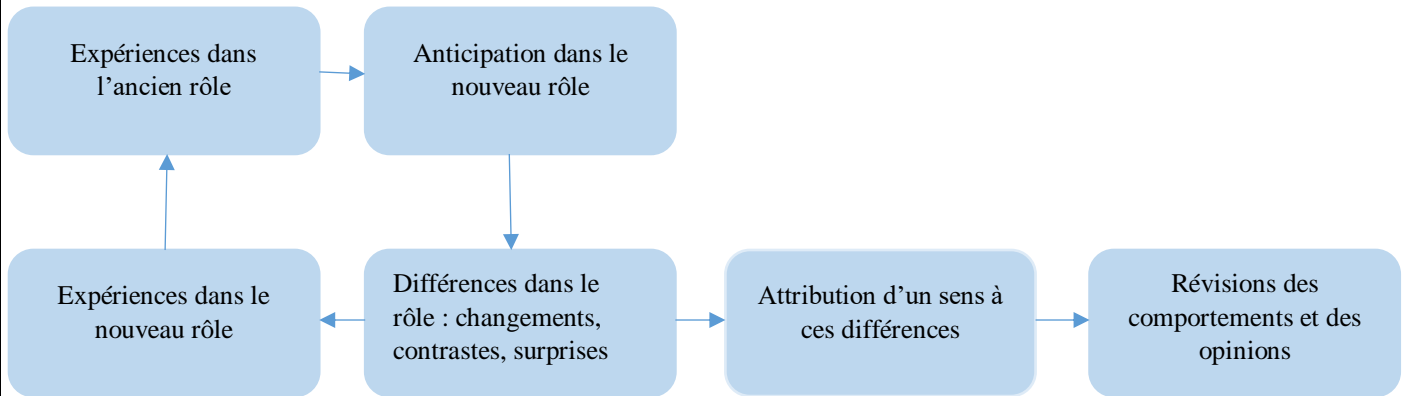 Expériences dans
l’ancien rôle
Anticipation dans le
nouveau rôle
Expériences dans le
nouveau rôle
Différences dans le
rôle : changements,
contrastes, surprises
Attribution d’un sens à
ces différences
Révisions des
comportements et des
opinions